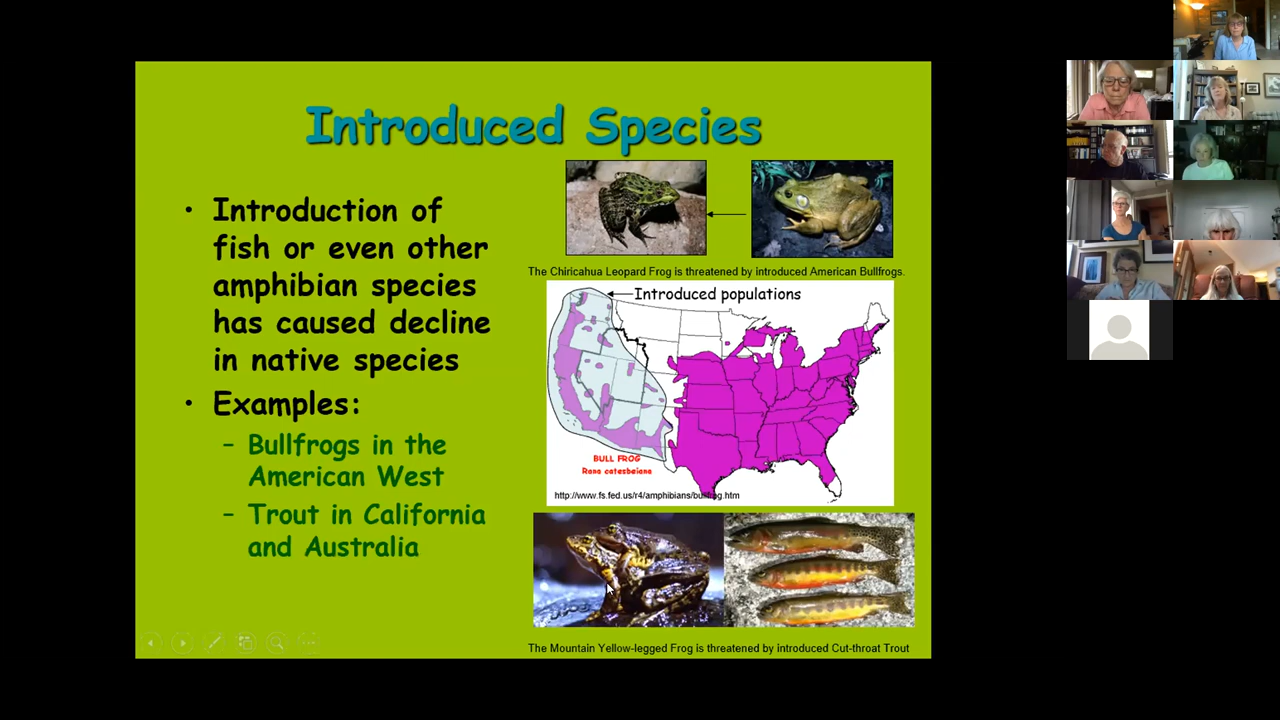 Introduced Species
• Introduction of
fish or even other
amphibian species
has caused decline
in native species
• Examples:
– Bullfrogs in the
American West
– Trout in California
and Australia
The Chiricahua Leopard Frog is threatened by introduced American Bullfrogs.
Introduced populations
BULL FROG
Rana catesbeiana
http://www.fs.fed.us/r4/amphibians/bullfrog.htm
The Mountain Yellow-legged Frog is threatened by introduced Cut-throat Trout